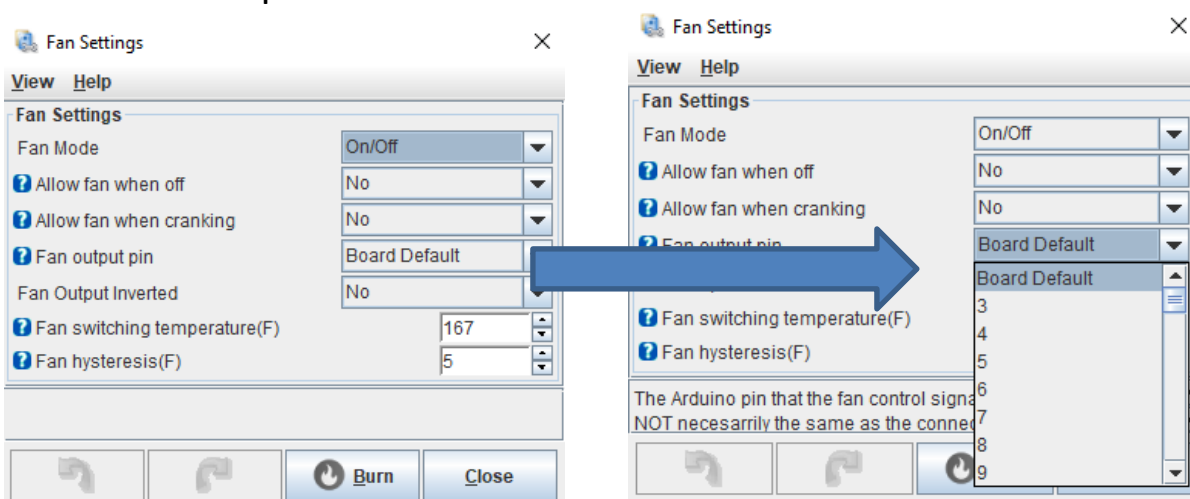 Fan Settings
View Help
Fan Settings
Fan Mode On/Off
Allow fan when off No
Allow fan when cranking No
Fan output pin Board Default
Fan Output Inverted No
Fan switching temperature(F) 167
Fan hysteresis(F) 5
Burn Close
Fan Settings
View Help
Fan Settings
Fan Mode On/Off
Allow fan when off No
Allow fan when cranking No
Fan output pin Board Default
Board Default
3
4
5
6
7
8
9
Fan switching temperature(F)
Fan hysteresis(F)
The Arduino pin that the fan control
NOT necesarrily the same as the